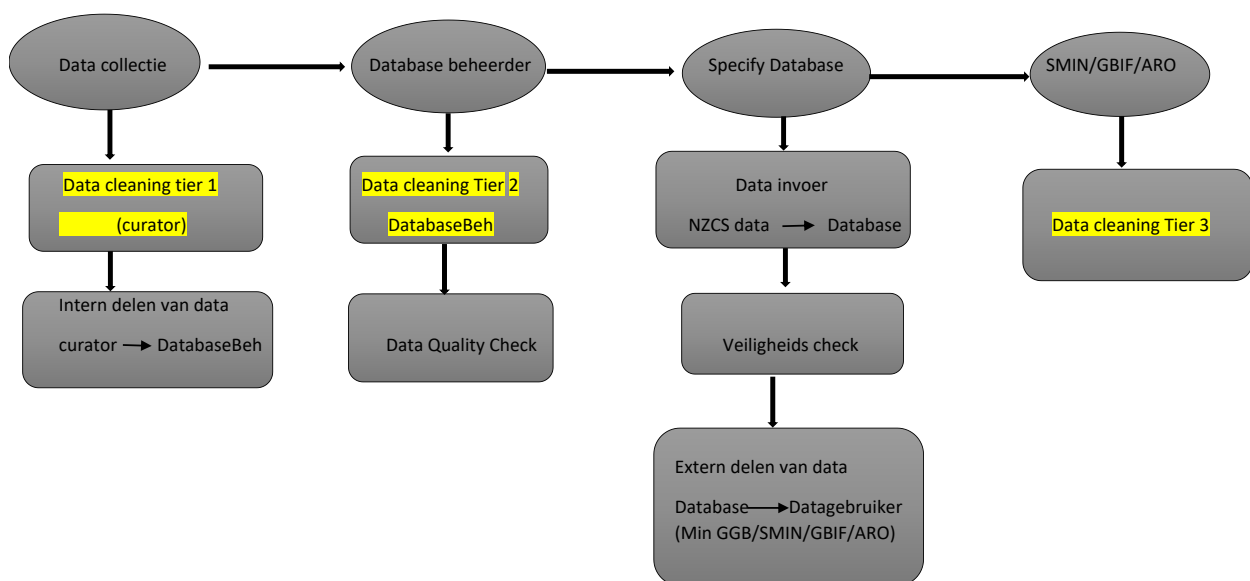 Data collectie
Database beheerder
Specify Database
SMIN/GBIF/ARO
Data cleaning tier 1
(curator)
Intern delen van data
curator → DatabaseBeh
Data cleaning Tier 2
DatabaseBeh
Data Quality Check
Data invoer
NZCS data → Database
Veiligheids check
Extern delen van data
Database → Datagebruiker
(Min GGB/SMIN/GBIF/ARO)
Data cleaning Tier 3